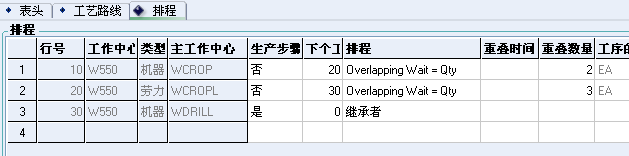 表头 工艺路线 排程
排程
行号 工作中心 类型 主工作中心 生产步骤 下个工 排程 重叠时间 重叠数量 工序的
1 10 W550 机器 WCROP 否 20 Overlapping Wait = Qty 2 EA
2 20 W550 劳力 WCROPL 否 30 Overlapping Wait = Qty 3 EA
3 30 W550 机器 WDRILL 是 0 继承者
4